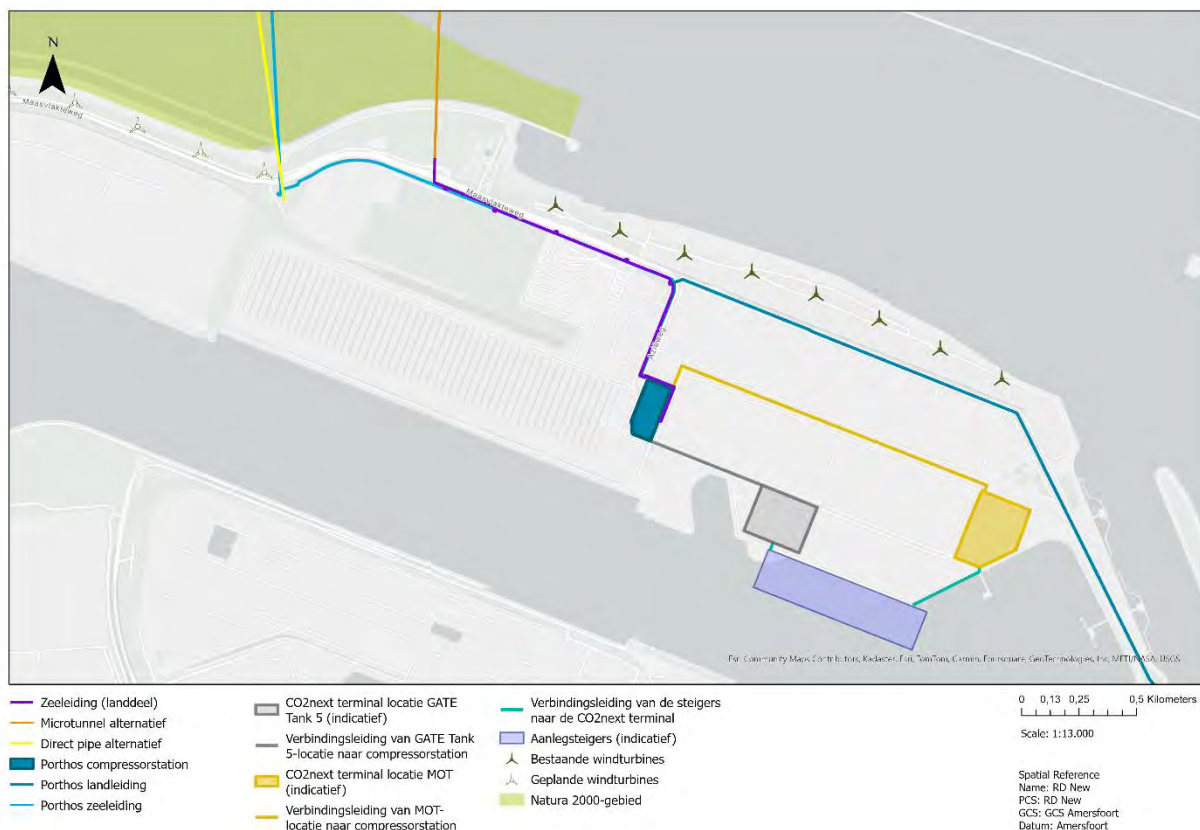 N
Maasvlakteweg
Maasvlakteweg
Aziëweg
Esri Community Maps Contributors, Kadaster, Esri, TomTom, Garmin, Foursquare, GeoTechnologies, Inc, METI/NASA, USGS
Zeeleiding (landdeel)
Microtunnel alternatief
Direct pipe alternatief
Porthos compressorstation
Porthos landleiding
Porthos zeeleiding
CO2next terminal locatie GATE
Tank 5 (indicatief)
Verbindingsleiding van GATE Tank
5-locatie naar compressorstation
CO2next terminal locatie MOT
(indicatief)
Verbindingsleiding van MOT-
locatie naar compressorstation
Verbindingsleiding van de steigers
naar de CO2next terminal
Aanlegsteigers (indicatief)
Bestaande windturbines
Geplande windturbines
Natura 2000-gebied
0 0,13 0,25 0,5 Kilometers
Scale: 1:13.000
Spatial Reference
Name: RD New
PCS: RD New
GCS: GCS Amersfoort
Datum: Amersfoort